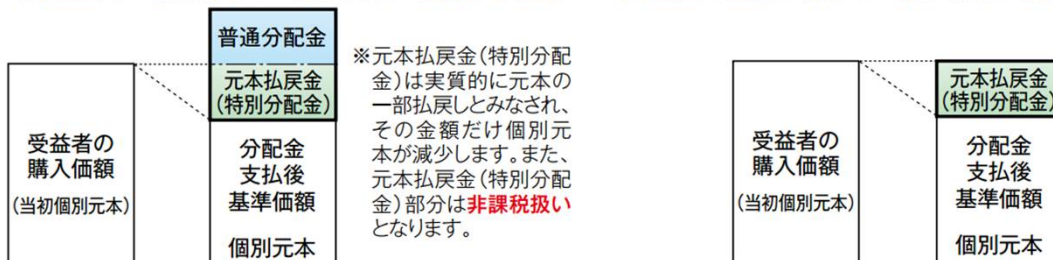 普通分配金
元本払戻金
(特別分配金)
受益者の
購入価額
(当初個別元本)
分配金
支払後
基準価額
個別元本
※元本払戻金(特別分配
金)は実質的に元本の
一部払戻しとみなされ、
その金額だけ個別元
本が減少します。また、
元本払戻金(特別分配
金)部分は非課税扱い
となります。
受益者の
購入価額
(当初個別元本)
元本払戻金
(特別分配金)
分配金
支払後
基準価額
個別元本